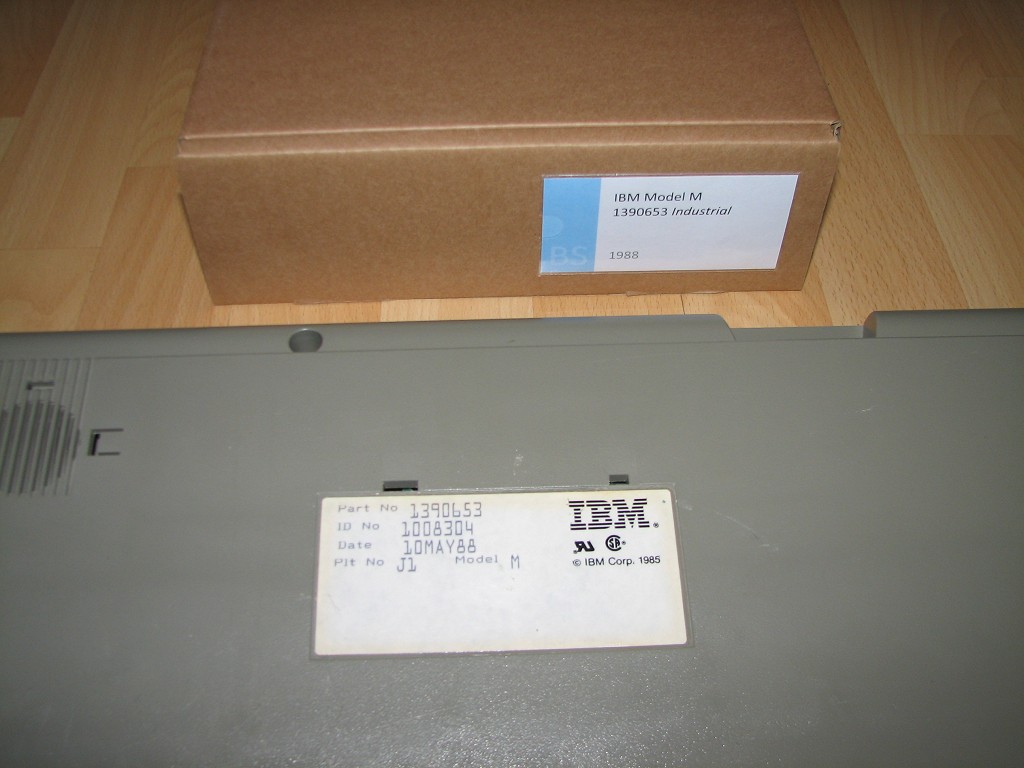 IBM Model M
1390653 Industrial
BS
1988
Part No 1390653
ID No 1008304
Date 10MAY88
Plt No J1 Model M
IBM®
© IBM Corp. 1985